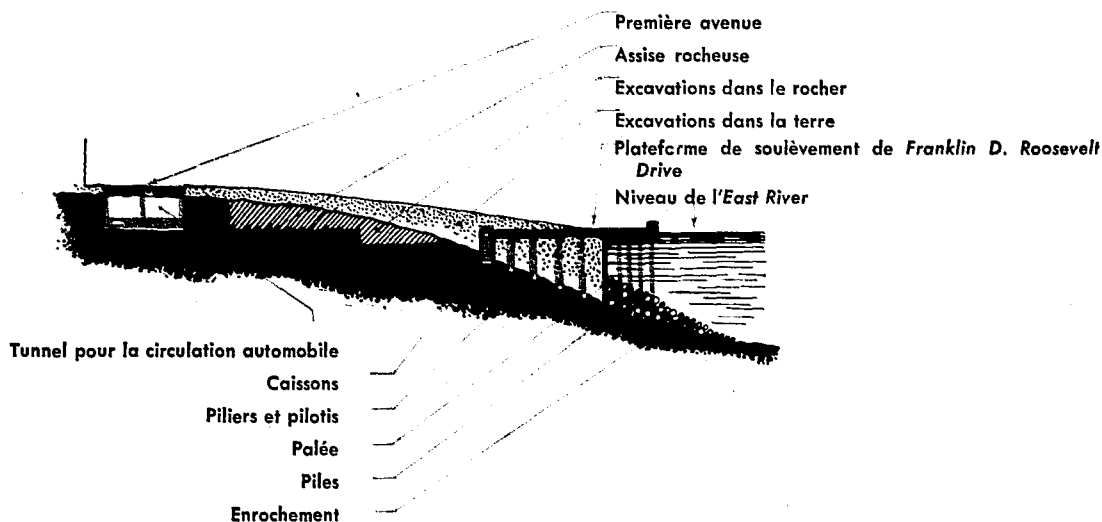 Première avenue
Assise rocheuse
Excavations dans le rocher
Excavations dans la terre
Plateforme de soulèvement de Franklin D. Roosevelt
Drive
Niveau de l'East River
Tunnel pour la circulation automobile
Caissons
Piliers et pilotis
Palée
Piles
Enrochement